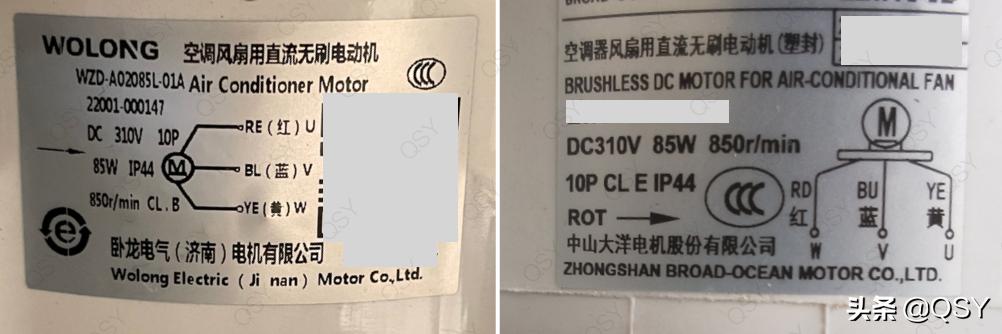 WOLONG 空调风扇用直流无刷电动机
WZD-A02085L-01A Air Conditioner Motor
22001-000147
DC 310V 10P
85W IP44
850r/min CL.B
M
RE(红)U
BL(蓝)V
YE(黄)W
卧龙电气(济南)电机有限公司
Wolong Electric (Ji nan) Motor Co.,Ltd.
空调器风扇用直流无刷电动机(塑封)
BRUSHLESS DC MOTOR FOR AIR-CONDITIONAL FAN
DC310V 85W 850r/min
10P CL E IP44
ROT
M
RD BU YE
红 蓝 黄
W V U
中山大洋电机股份有限公司
ZHONGSHAN BROAD-OCEAN MOTOR CO.,LTD.
头条 @QSY